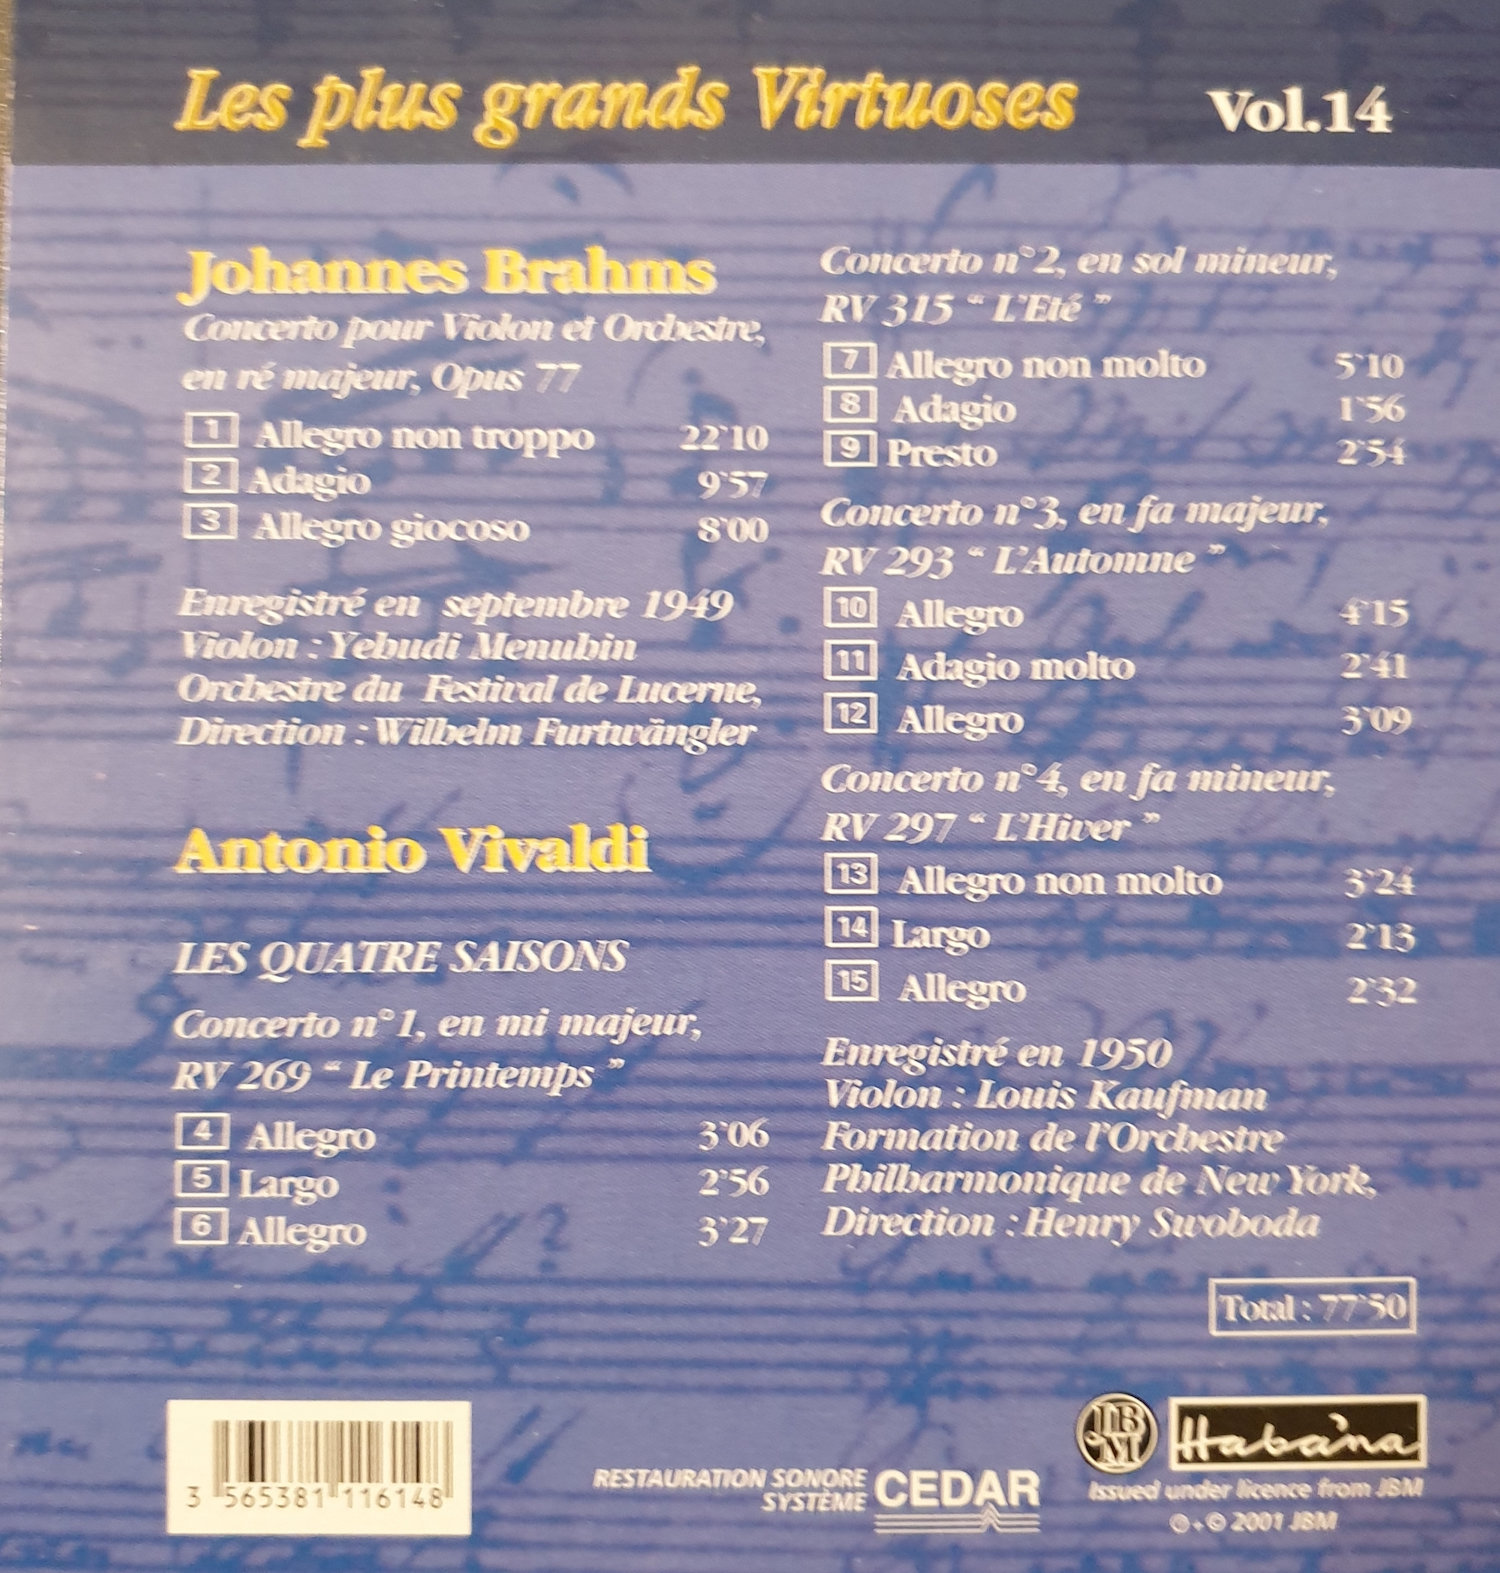 Les plus grands Virtuoses Vol.14
Johannes Brahms
Concerto pour Violon et Orchestre,
en ré majeur, Opus 77
1 Allegro non troppo 22'10
2 Adagio 9'57
3 Allegro giocoso 8'00
Enregistré en septembre 1949
Violon : Yehudi Menuhin
Orchestre du Festival de Lucerne,
Direction : Wilhelm Furtwängler
Antonio Vivaldi
LES QUATRE SAISONS
Concerto n°1, en mi majeur,
RV 269 “ Le Printemps ”
4 Allegro 3'06
5 Largo 2'56
6 Allegro 3'27
Concerto n°2, en sol mineur,
RV 315 “ L'Eté ”
7 Allegro non molto 5'10
8 Adagio 1'56
9 Presto 2'54
Concerto n°3, en fa majeur,
RV 293 “ L'Automne ”
10 Allegro 4'15
11 Adagio molto 2'41
12 Allegro 3'09
Concerto n°4, en fa mineur,
RV 297 “ L'Hiver ”
13 Allegro non molto 3'24
14 Largo 2'13
15 Allegro 2'32
Enregistré en 1950
Violon : Louis Kaufman
Formation de l'Orchestre
Philharmonique de New York,
Direction : Henry Swoboda
Total : 77'50
3 565381 116148
RESTAURATION SONORE
SYSTÈME
CEDAR
JBM
Haba'na
Issued under licence from JBM
℗ + © 2001 JBM